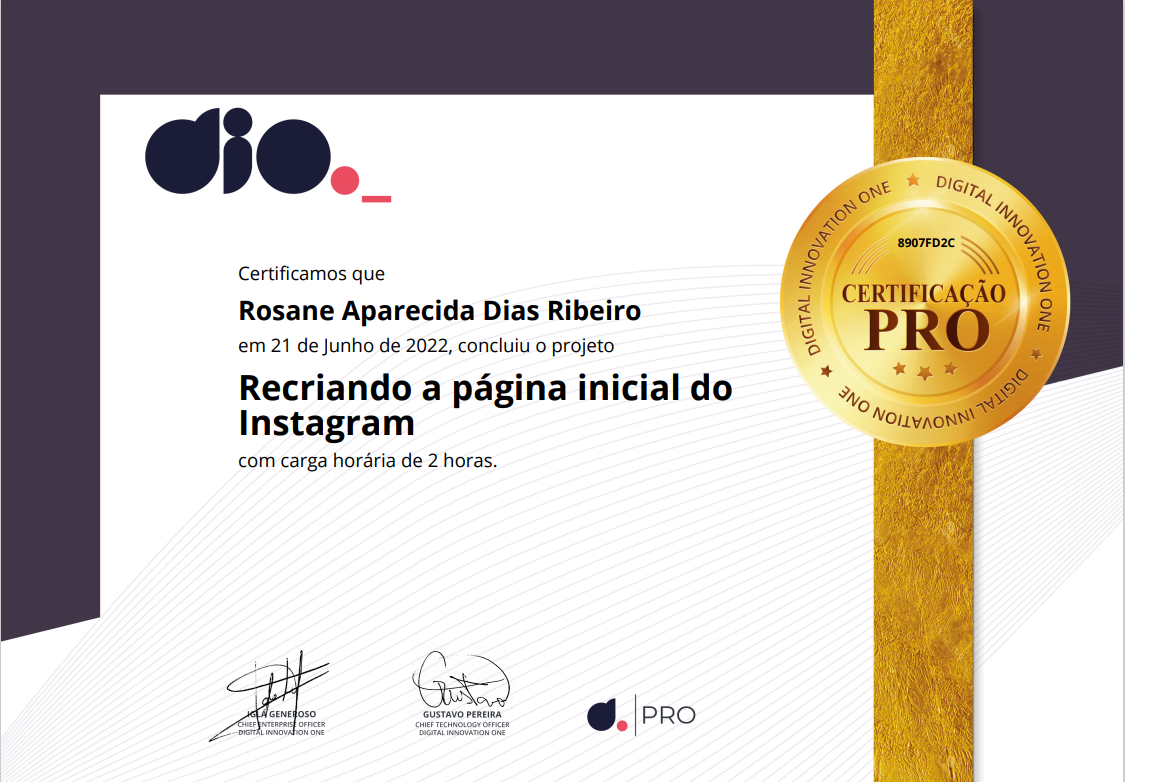 dio._
Certificamos que
Rosane Aparecida Dias Ribeiro
em 21 de Junho de 2022, concluiu o projeto
Recriando a página inicial do
Instagram
com carga horária de 2 horas.
DIGITAL INNOVATION ONE
DIGITAL INNOVATION ONE
DIGITAL INNOVATION ONE
8907FD2C
CERTIFICAÇÃO
PRO
IGLÁ GENEROSO
CHIEF ENTERPRISE OFFICER
DIGITAL INNOVATION ONE
Gustavo
GUSTAVO PEREIRA
CHIEF TECHNOLOGY OFFICER
DIGITAL INNOVATION ONE
d. PRO